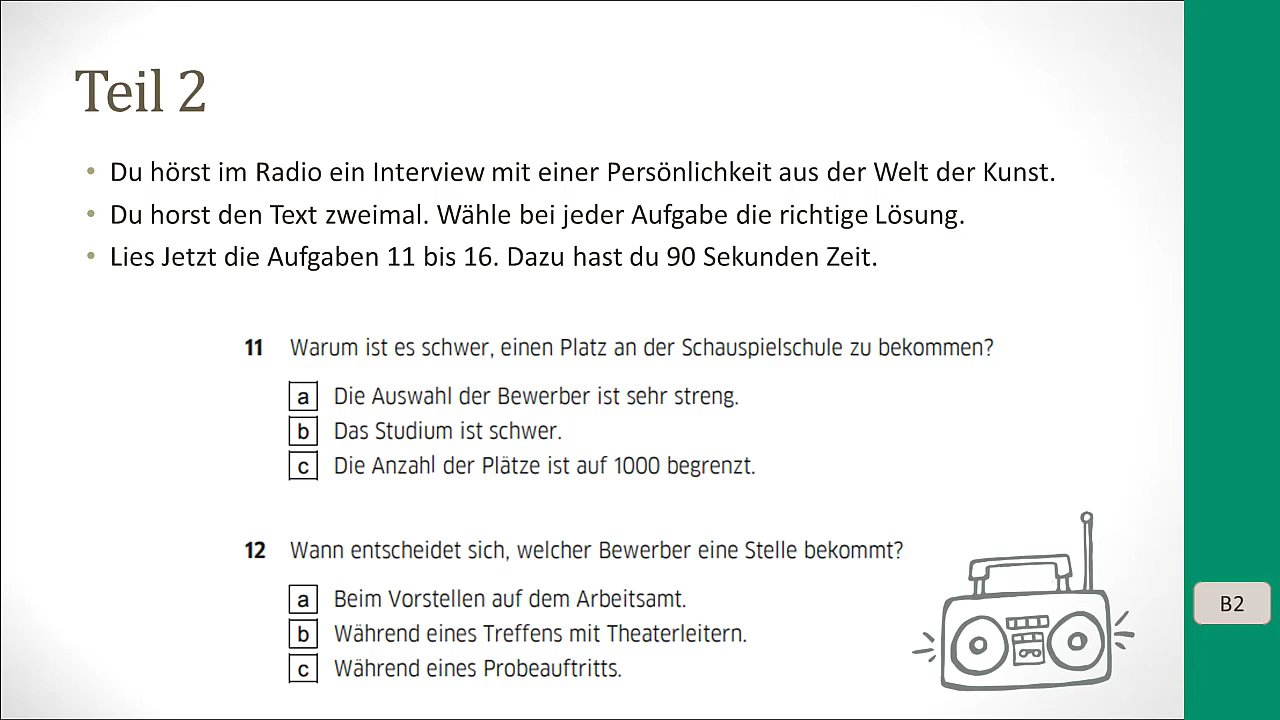 Teil 2
• Du hörst im Radio ein Interview mit einer Persönlichkeit aus der Welt der Kunst.
• Du horst den Text zweimal. Wähle bei jeder Aufgabe die richtige Lösung.
• Lies Jetzt die Aufgaben 11 bis 16. Dazu hast du 90 Sekunden Zeit.
11 Warum ist es schwer, einen Platz an der Schauspielschule zu bekommen?
a Die Auswahl der Bewerber ist sehr streng.
b Das Studium ist schwer.
c Die Anzahl der Plätze ist auf 1000 begrenzt.
12 Wann entscheidet sich, welcher Bewerber eine Stelle bekommt?
a Beim Vorstellen auf dem Arbeitsamt.
b Während eines Treffens mit Theaterleitern.
c Während eines Probeauftritts.
B2